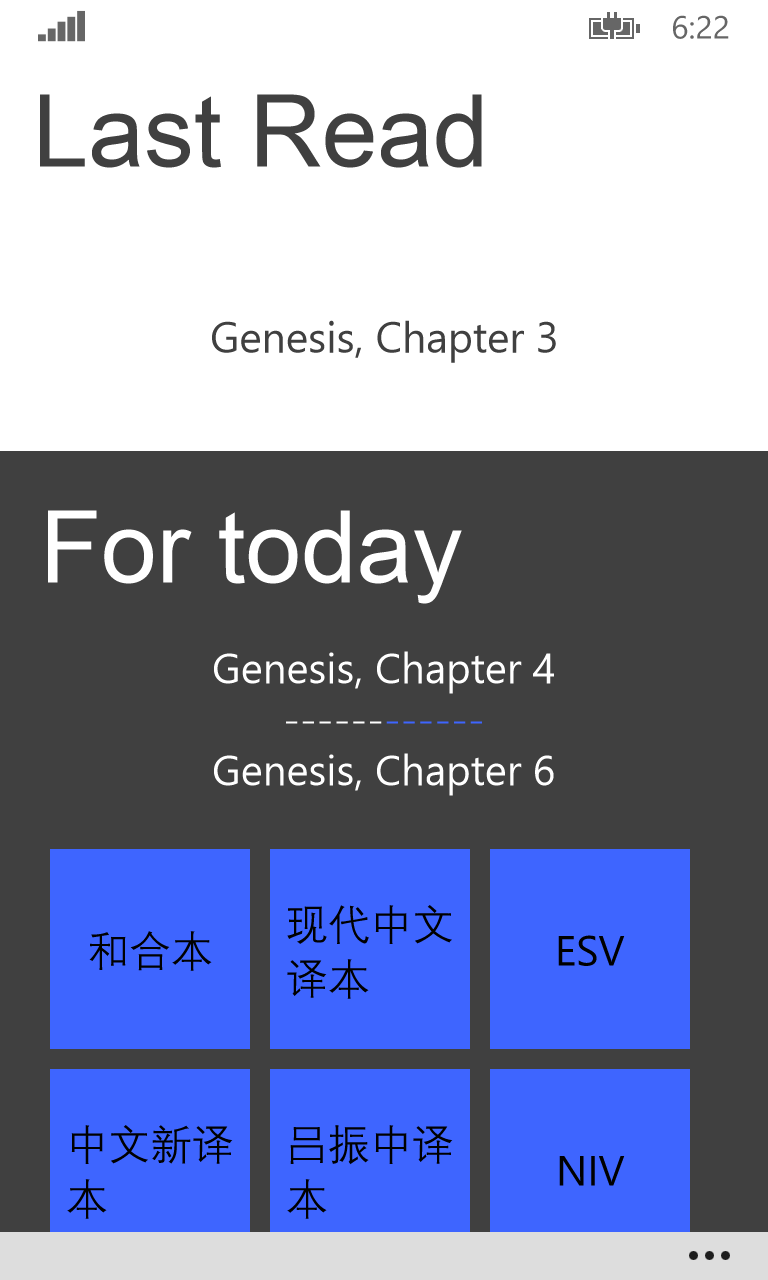 6:22
Last Read
Genesis, Chapter 3
For today
Genesis, Chapter 4
Genesis, Chapter 6
和合本
现代中文
译本
ESV
中文新译
本
吕振中译
本
NIV